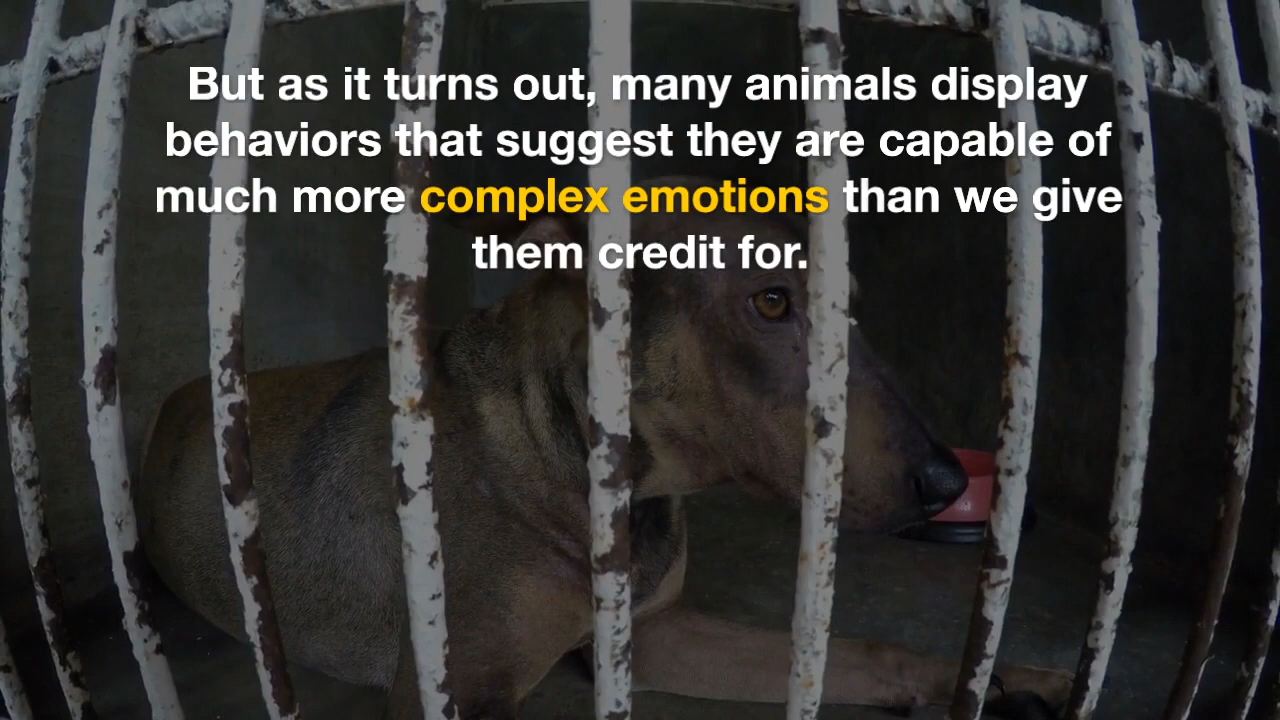 But as it turns out, many animals display
behaviors that suggest they are capable of
much more complex emotions than we give
them credit for.